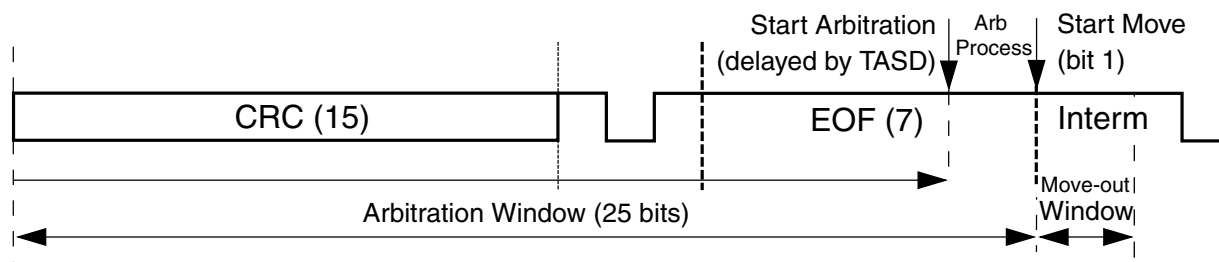 Start Arbitration
(delayed by TASD)
Arb
Process
Start Move
(bit 1)
CRC (15)
EOF (7)
Interm
Arbitration Window (25 bits)
Move-out
Window